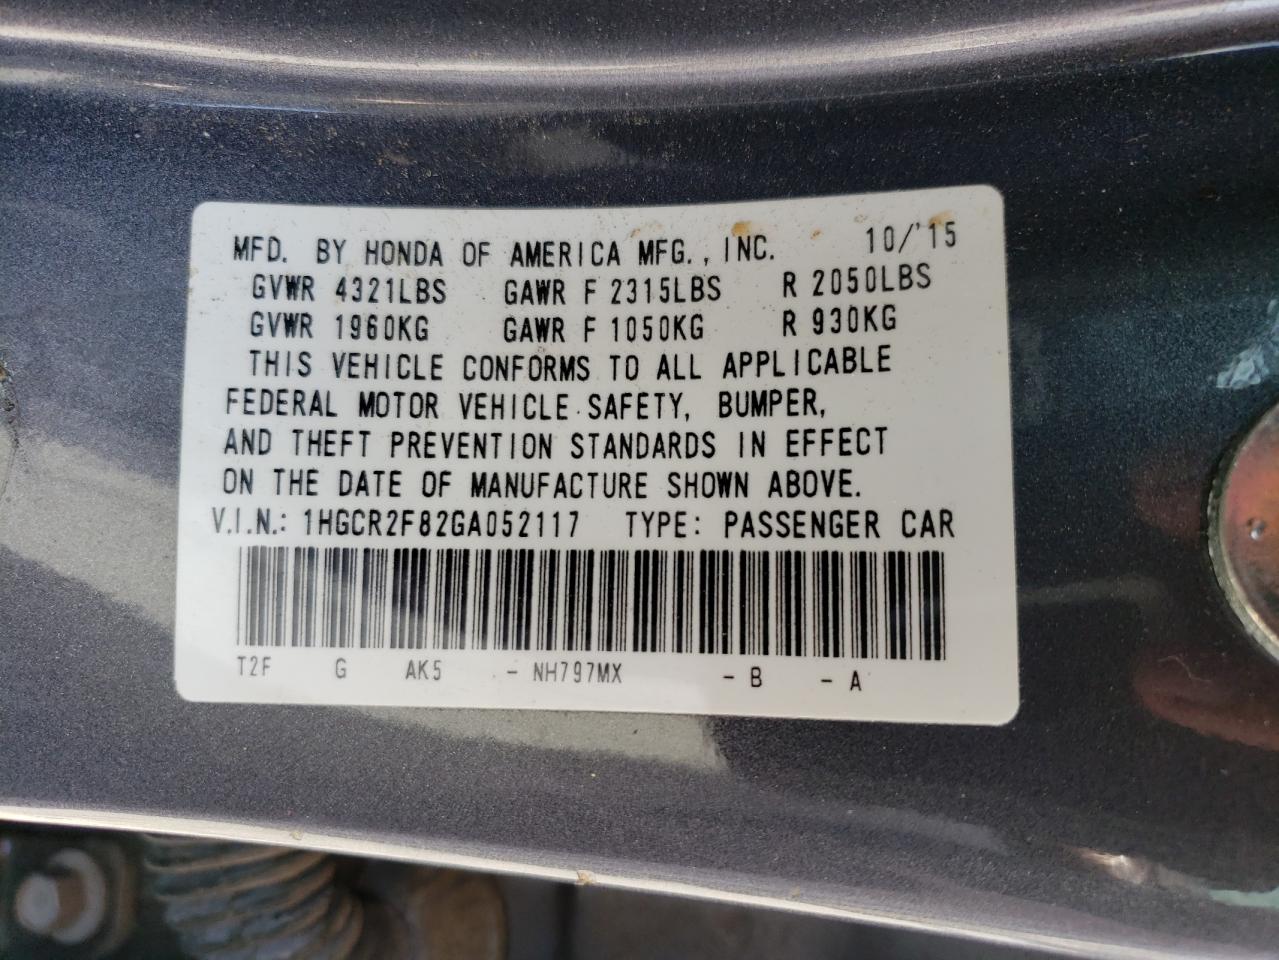 MFD. BY HONDA OF AMERICA MFG., INC. 10/'15
GVWR 4321LBS GAWR F 2315LBS R 2050LBS
GVWR 1960KG GAWR F 1050KG R 930KG
THIS VEHICLE CONFORMS TO ALL APPLICABLE
FEDERAL MOTOR VEHICLE SAFETY, BUMPER,
AND THEFT PREVENTION STANDARDS IN EFFECT
ON THE DATE OF MANUFACTURE SHOWN ABOVE.
V.I.N.: 1HGCR2F82GA052117 TYPE: PASSENGER CAR
T2F G AK5 - NH797MX - B - A